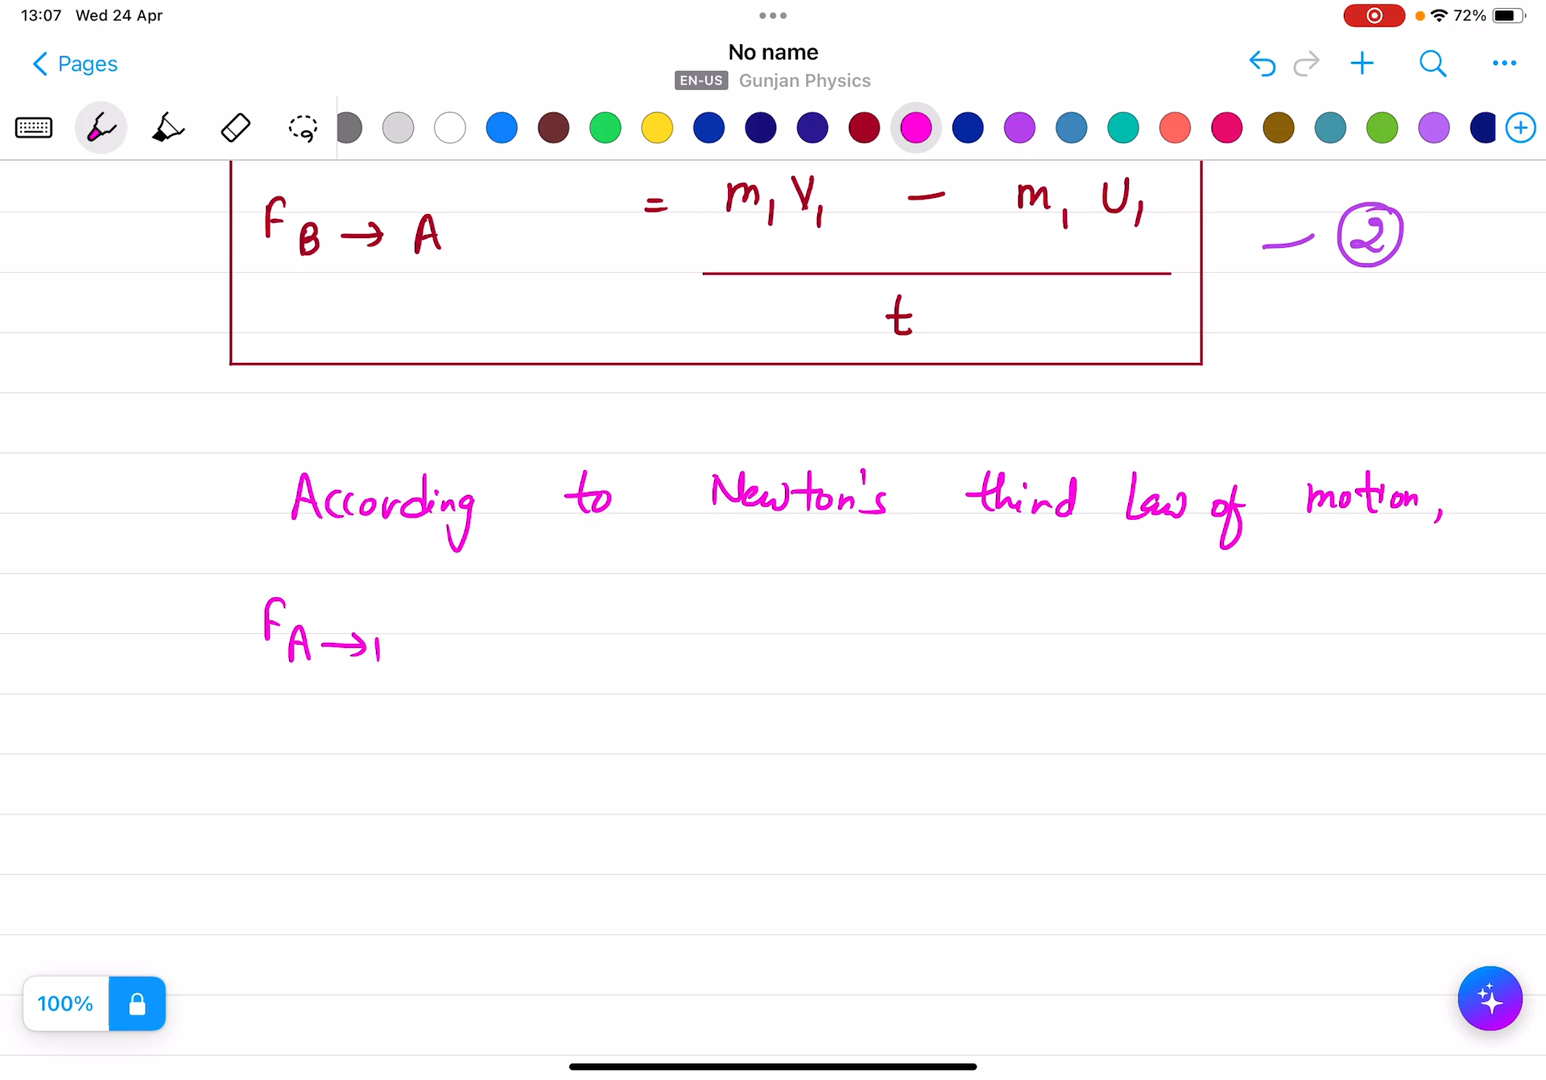 13:07 Wed 24 Apr 72%
Pages
No name
EN-US Gunjan Physics
F B → A = m₁ V₁ − m₁ U₁ — ②
t
According to Newton's third Law of motion,
F A → 1
100%